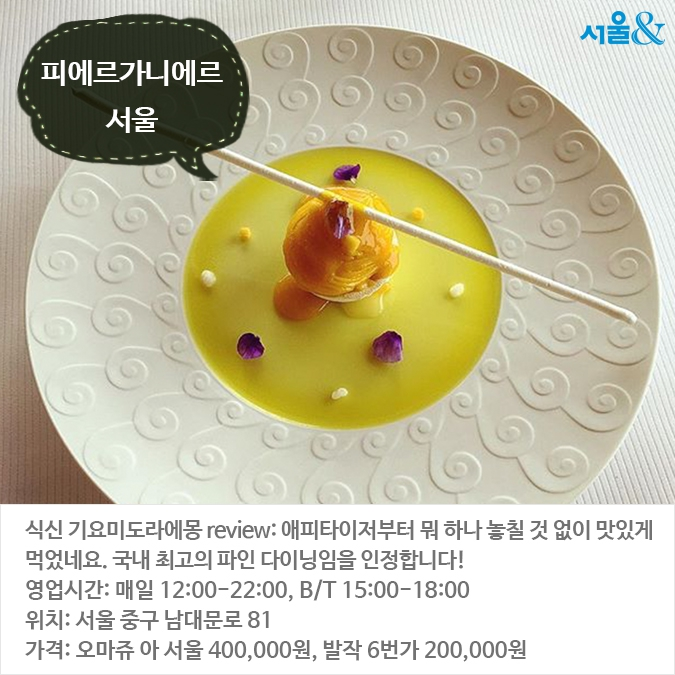 서울&
피에르가니에르
서울
식신 기요미도라에몽 review: 애피타이저부터 뭐 하나 놓칠 것 없이 맛있게
먹었네요. 국내 최고의 파인 다이닝임을 인정합니다!
영업시간: 매일 12:00-22:00, B/T 15:00-18:00
위치: 서울 중구 남대문로 81
가격: 오마쥬 아 서울 400,000원, 발작 6번가 200,000원